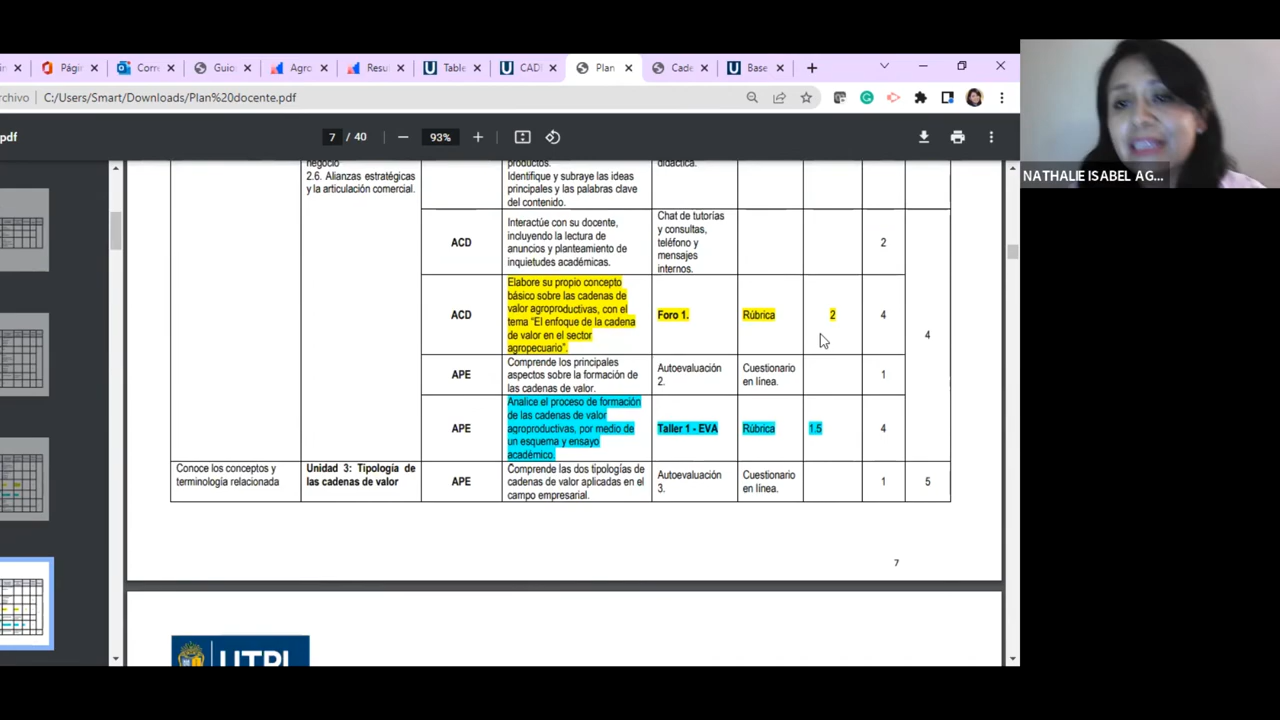 Págin
Corre
Guio
Agro
Resu
Table
CADI
Plan
Cade
Base
rchivo
C:/Users/Smart/Downloads/Plan%20docente.pdf
pdf
7 / 40
93%
NATHALIE ISABEL AG...
negocio
2.6. Alianzas estratégicas
y la articulación comercial.
productos.
Identifique y subraye las ideas
principales y las palabras clave
del contenido.
didáctica.
ACD
Interactúe con su docente,
incluyendo la lectura de
anuncios y planteamiento de
inquietudes académicas.
Chat de tutorías
y consultas,
teléfono y
mensajes
internos.
2
ACD
Elabore su propio concepto
básico sobre las cadenas de
valor agroproductivas, con el
tema "El enfoque de la cadena
de valor en el sector
agropecuario".
Foro 1.
Rúbrica
2
4
4
APE
Comprende los principales
aspectos sobre la formación de
las cadenas de valor.
Autoevaluación
2.
Cuestionario
en línea.
1
APE
Analice el proceso de formación
de las cadenas de valor
agroproductivas, por medio de
un esquema y ensayo
académico.
Taller 1 - EVA
Rúbrica
1.5
4
Conoce los conceptos y
terminología relacionada
Unidad 3: Tipología de
las cadenas de valor
APE
Comprende las dos tipologías de
cadenas de valor aplicadas en el
campo empresarial.
Autoevaluación
3.
Cuestionario
en línea.
1
5
7
UTPL